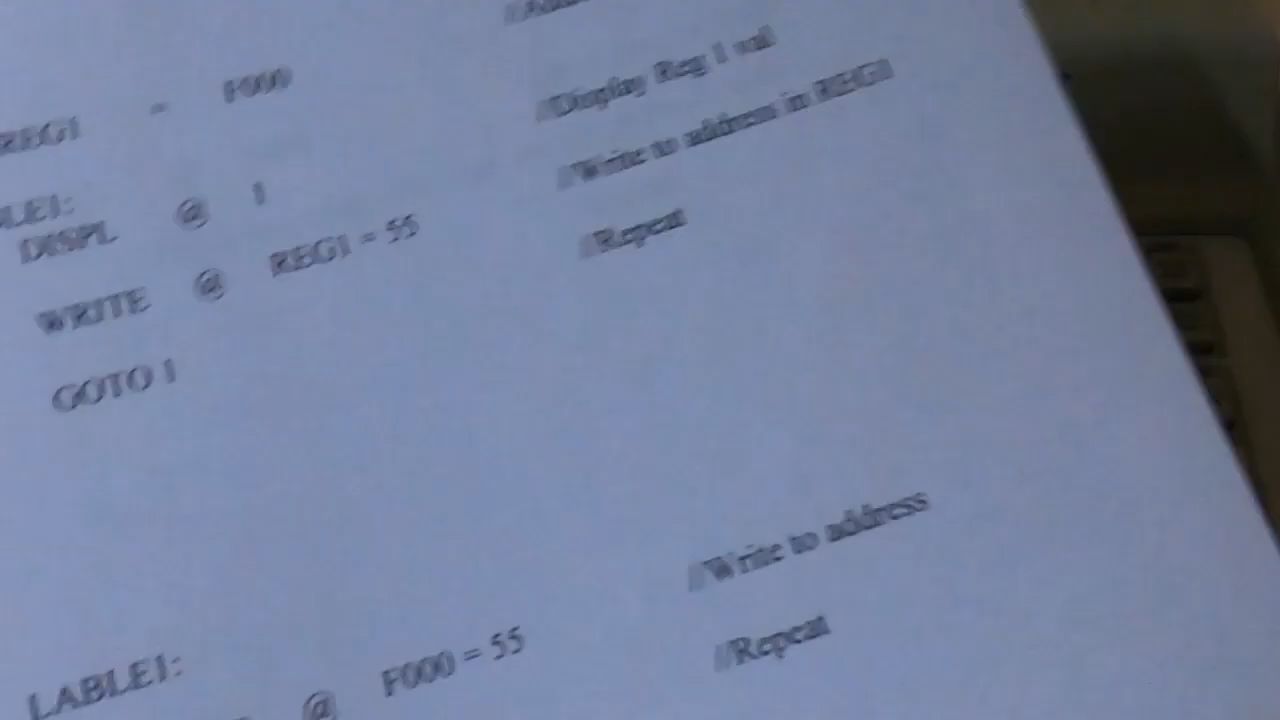 REG1 = F000
LE1:
DISPL @ 1 //Display Reg 1 val
WRITE @ REG1 = 55 //Write to address in REG1
GOTO 1 //Repeat
LABLE1:
@ F000 = 55 //Write to address
//Repeat